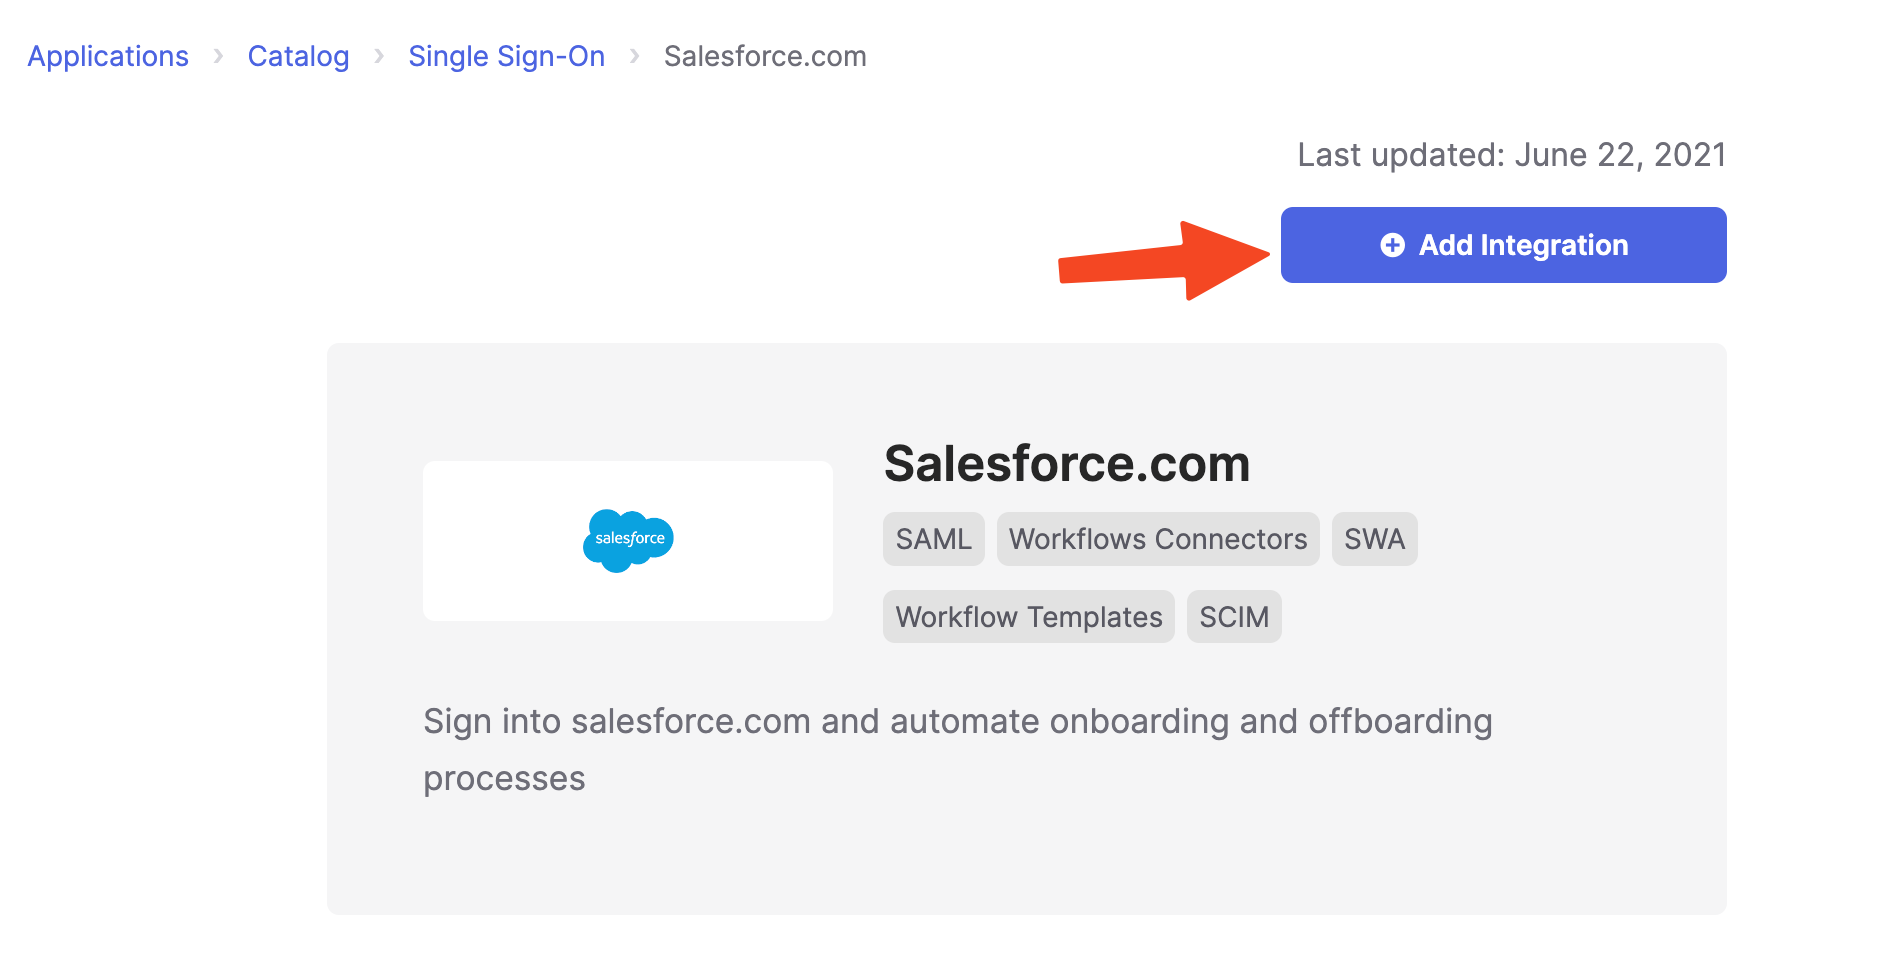 Applications › Catalog › Single Sign-On › Salesforce.com
Last updated: June 22, 2021
Add Integration
salesforce
Salesforce.com
SAML Workflows Connectors SWA
Workflow Templates SCIM
Sign into salesforce.com and automate onboarding and offboarding
processes